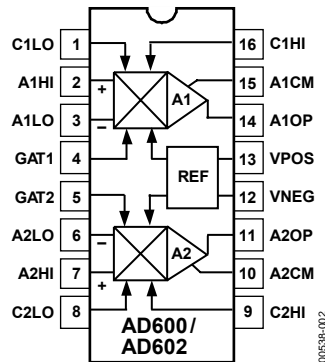 C1LO 1 16 C1HI
A1HI 2 + A1 15 A1CM
A1LO 3 – 14 A1OP
GAT1 4 13 VPOS
REF
GAT2 5 12 VNEG
A2LO 6 – 11 A2OP
A2
A2HI 7 + 10 A2CM
C2LO 8 9 C2HI
AD600/
AD602
00538-002